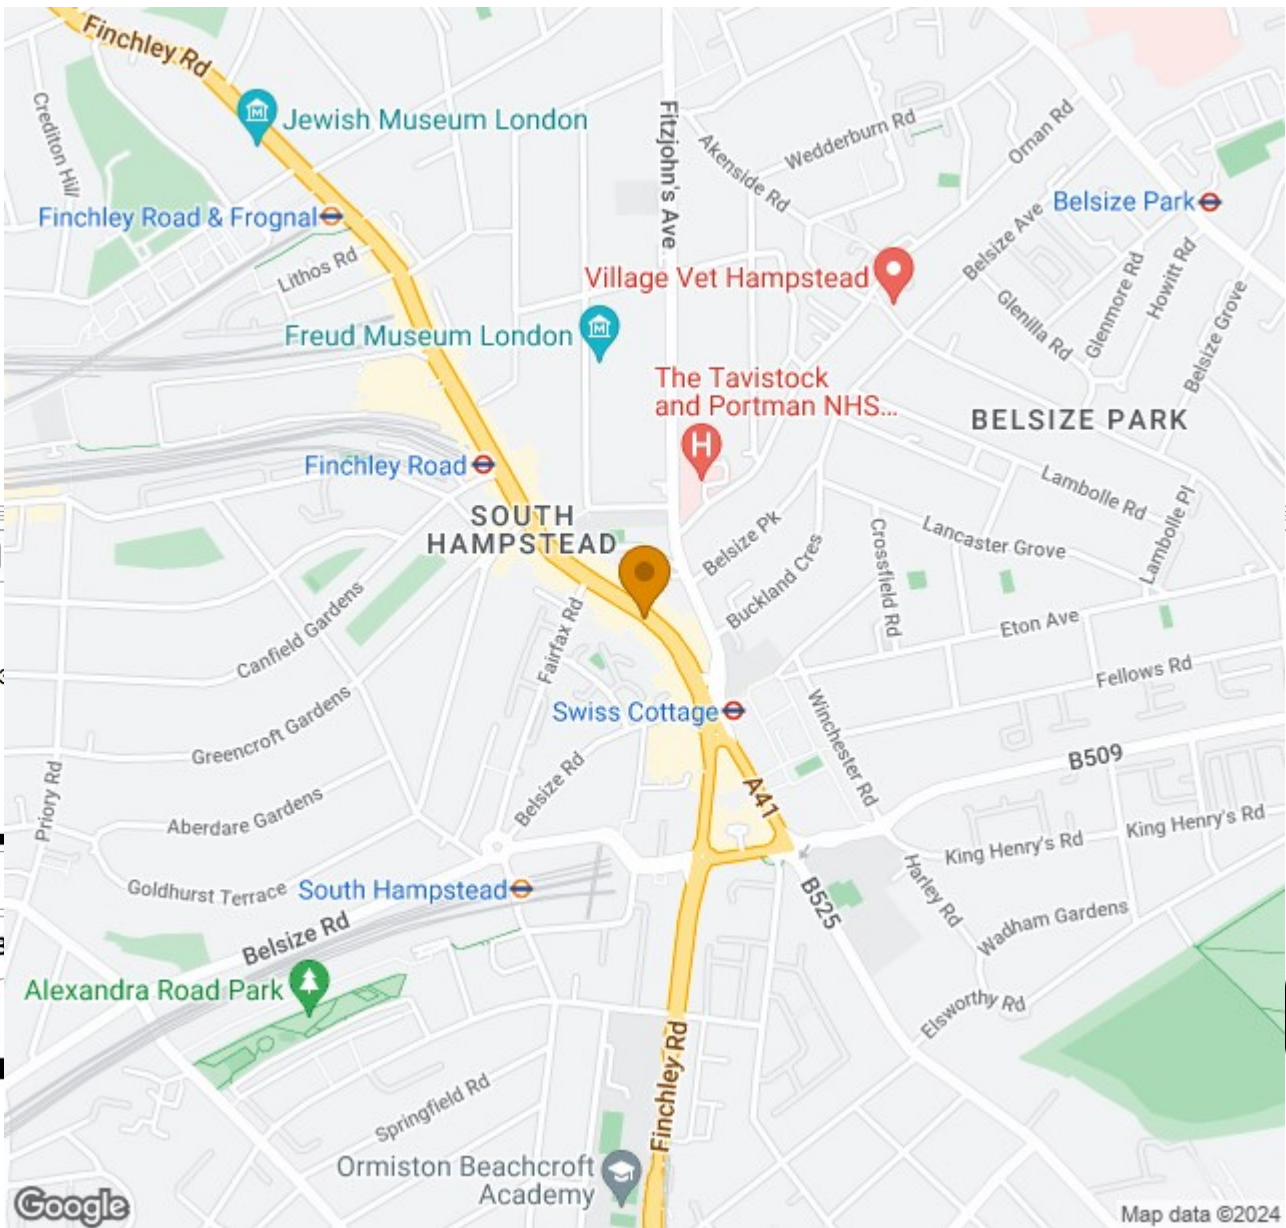 Finchley Rd
Jewish Museum London
Crediton Hill
Fitzjohn's Ave
Wedderburn Rd
Akenside Rd
Ornan Rd
Finchley Road & Frognal
Belsize Park
Lithos Rd
Belsize Ave
Village Vet Hampstead
Howitt Rd
Glenmore Rd
Glenilla Rd
Belsize Grove
Freud Museum London
The Tavistock
and Portman NHS...
BELSIZE PARK
Finchley Road
Lambolle Rd
Lambolle Pl
SOUTH
HAMPSTEAD
Belsize Pk
Buckland Cres
Crossfield Rd
Lancaster Grove
Canfield Gardens
Fairfax Rd
Eton Ave
Fellows Rd
Swiss Cottage
Winchester Rd
Greencroft Gardens
Priory Rd
Belsize Rd
A41
B509
Aberdare Gardens
King Henry's Rd
King Henry's Rd
Goldhurst Terrace
South Hampstead
Harley Rd
B525
Wadham Gardens
Belsize Rd
Alexandra Road Park
Elsworthy Rd
Springfield Rd
Finchley Rd
Ormiston Beachcroft
Academy
Google
Map data ©2024